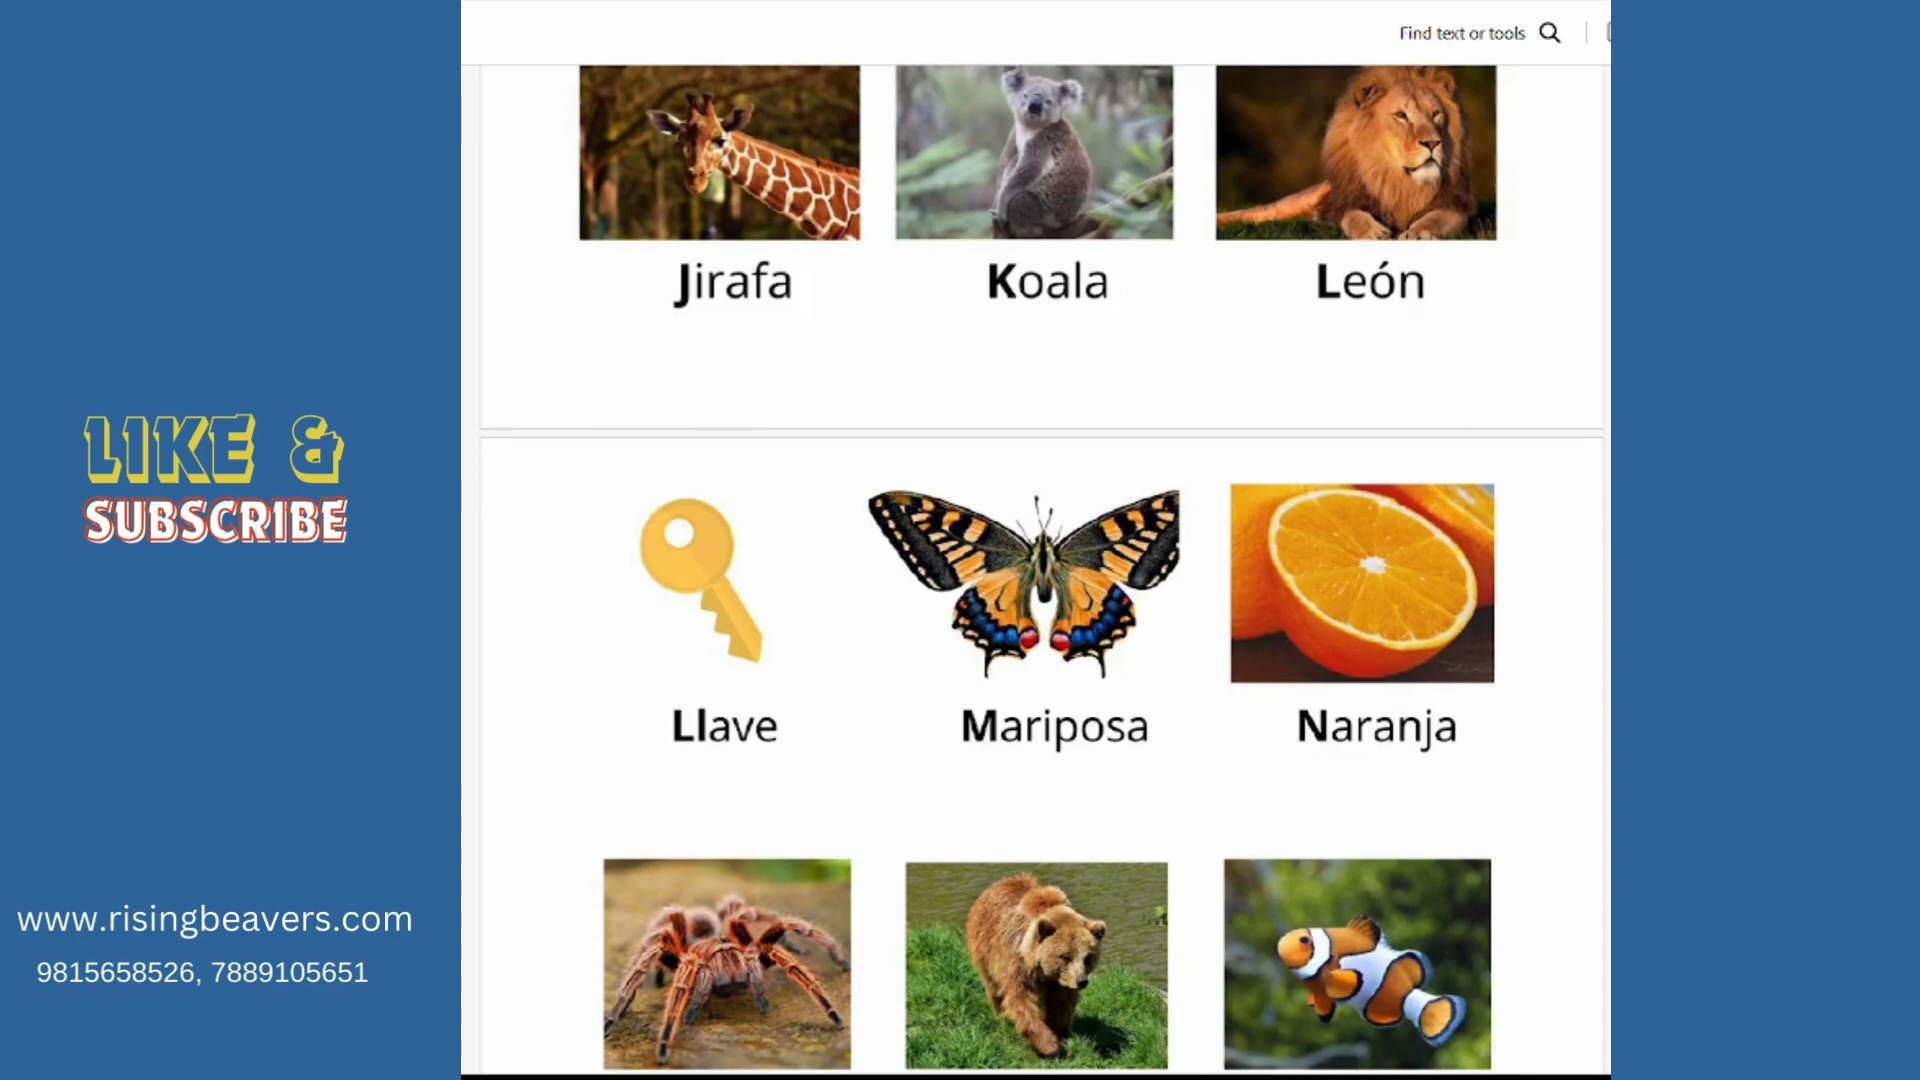 Find text or tools
Jirafa
Koala
León
LIKE &
SUBSCRIBE
Llave
Mariposa
Naranja
www.risingbeavers.com
9815658526, 7889105651